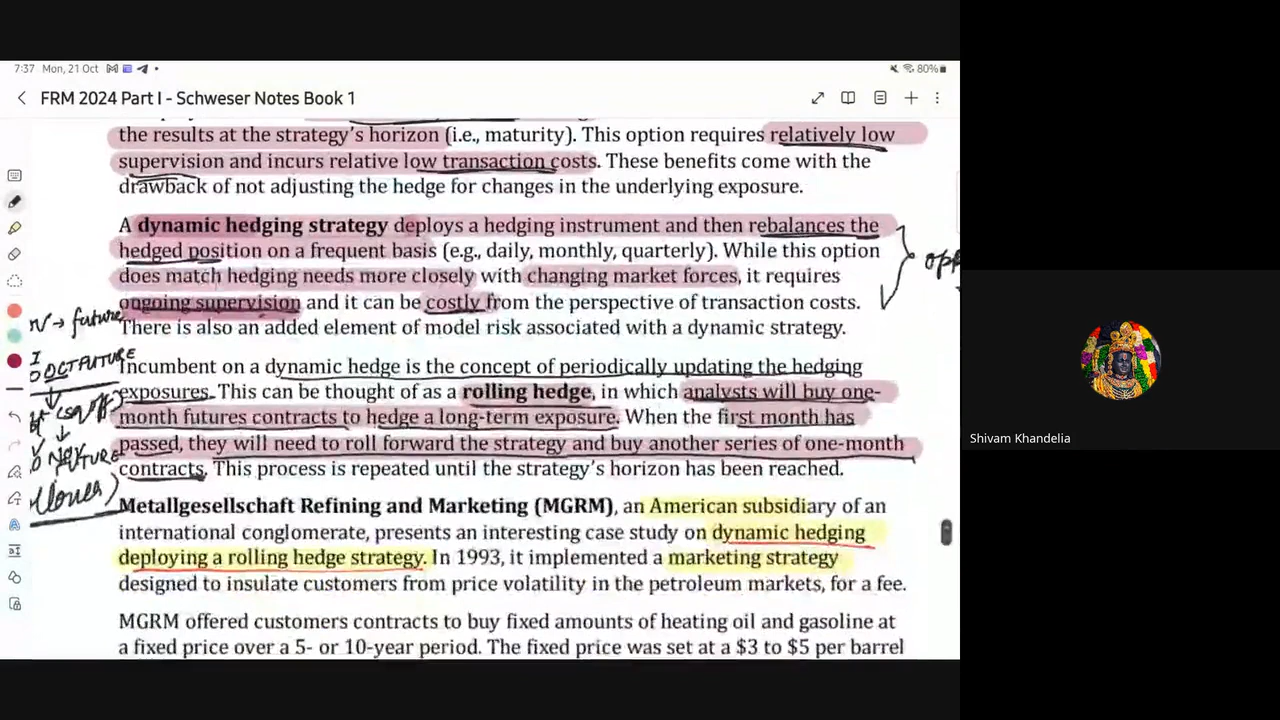 7:37 Mon, 21 Oct
80%
FRM 2024 Part I - Schweser Notes Book 1
the results at the strategy's horizon (i.e., maturity). This option requires relatively low
supervision and incurs relative low transaction costs. These benefits come with the
drawback of not adjusting the hedge for changes in the underlying exposure.
A dynamic hedging strategy deploys a hedging instrument and then rebalances the
hedged position on a frequent basis (e.g., daily, monthly, quarterly). While this option
does match hedging needs more closely with changing market forces, it requires
ongoing supervision and it can be costly from the perspective of transaction costs.
There is also an added element of model risk associated with a dynamic strategy.
→ future
OCT FUTURE
FUTURE
Incumbent on a dynamic hedge is the concept of periodically updating the hedging
exposures. This can be thought of as a rolling hedge, in which analysts will buy one-
month futures contracts to hedge a long-term exposure. When the first month has
passed, they will need to roll forward the strategy and buy another series of one-month
contracts. This process is repeated until the strategy's horizon has been reached.
Metallgesellschaft Refining and Marketing (MGRM), an American subsidiary of an
international conglomerate, presents an interesting case study on dynamic hedging
deploying a rolling hedge strategy. In 1993, it implemented a marketing strategy
designed to insulate customers from price volatility in the petroleum markets, for a fee.
MGRM offered customers contracts to buy fixed amounts of heating oil and gasoline at
a fixed price over a 5- or 10-year period. The fixed price was set at a $3 to $5 per barrel
Shivam Khandelia